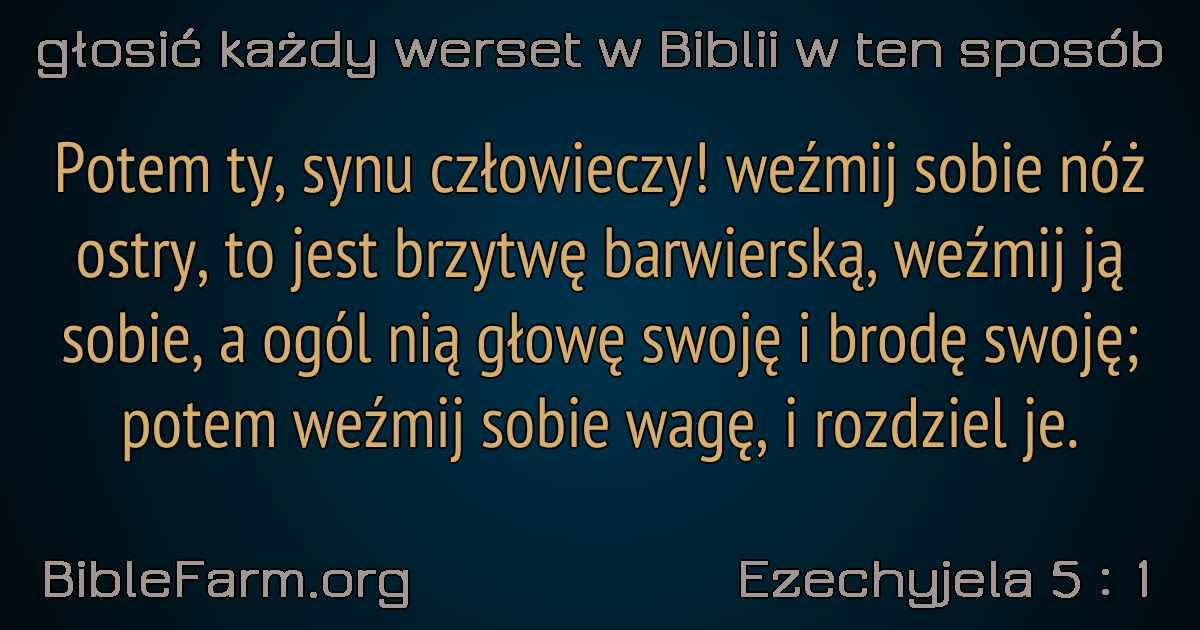 głosić każdy werset w Biblii w ten sposób
Potem ty, synu człowieczy! weźmij sobie nóż
ostry, to jest brzytwę barwierską, weźmij ją
sobie, a ogól nią głowę swoję i brodę swoję;
potem weźmij sobie wagę, i rozdziel je.
BibleFarm.org
Ezechyjela 5 : 1